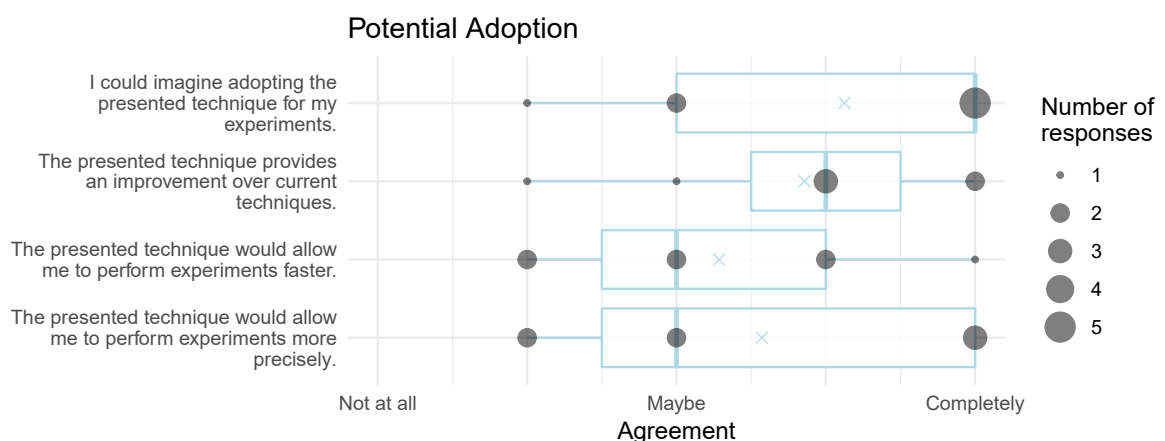 Potential Adoption
I could imagine adopting the
presented technique for my
experiments.
The presented technique provides
an improvement over current
techniques.
The presented technique would allow
me to perform experiments faster.
The presented technique would allow
me to perform experiments more
precisely.
Not at all
Maybe
Completely
Agreement
Number of
responses
1
2
3
4
5